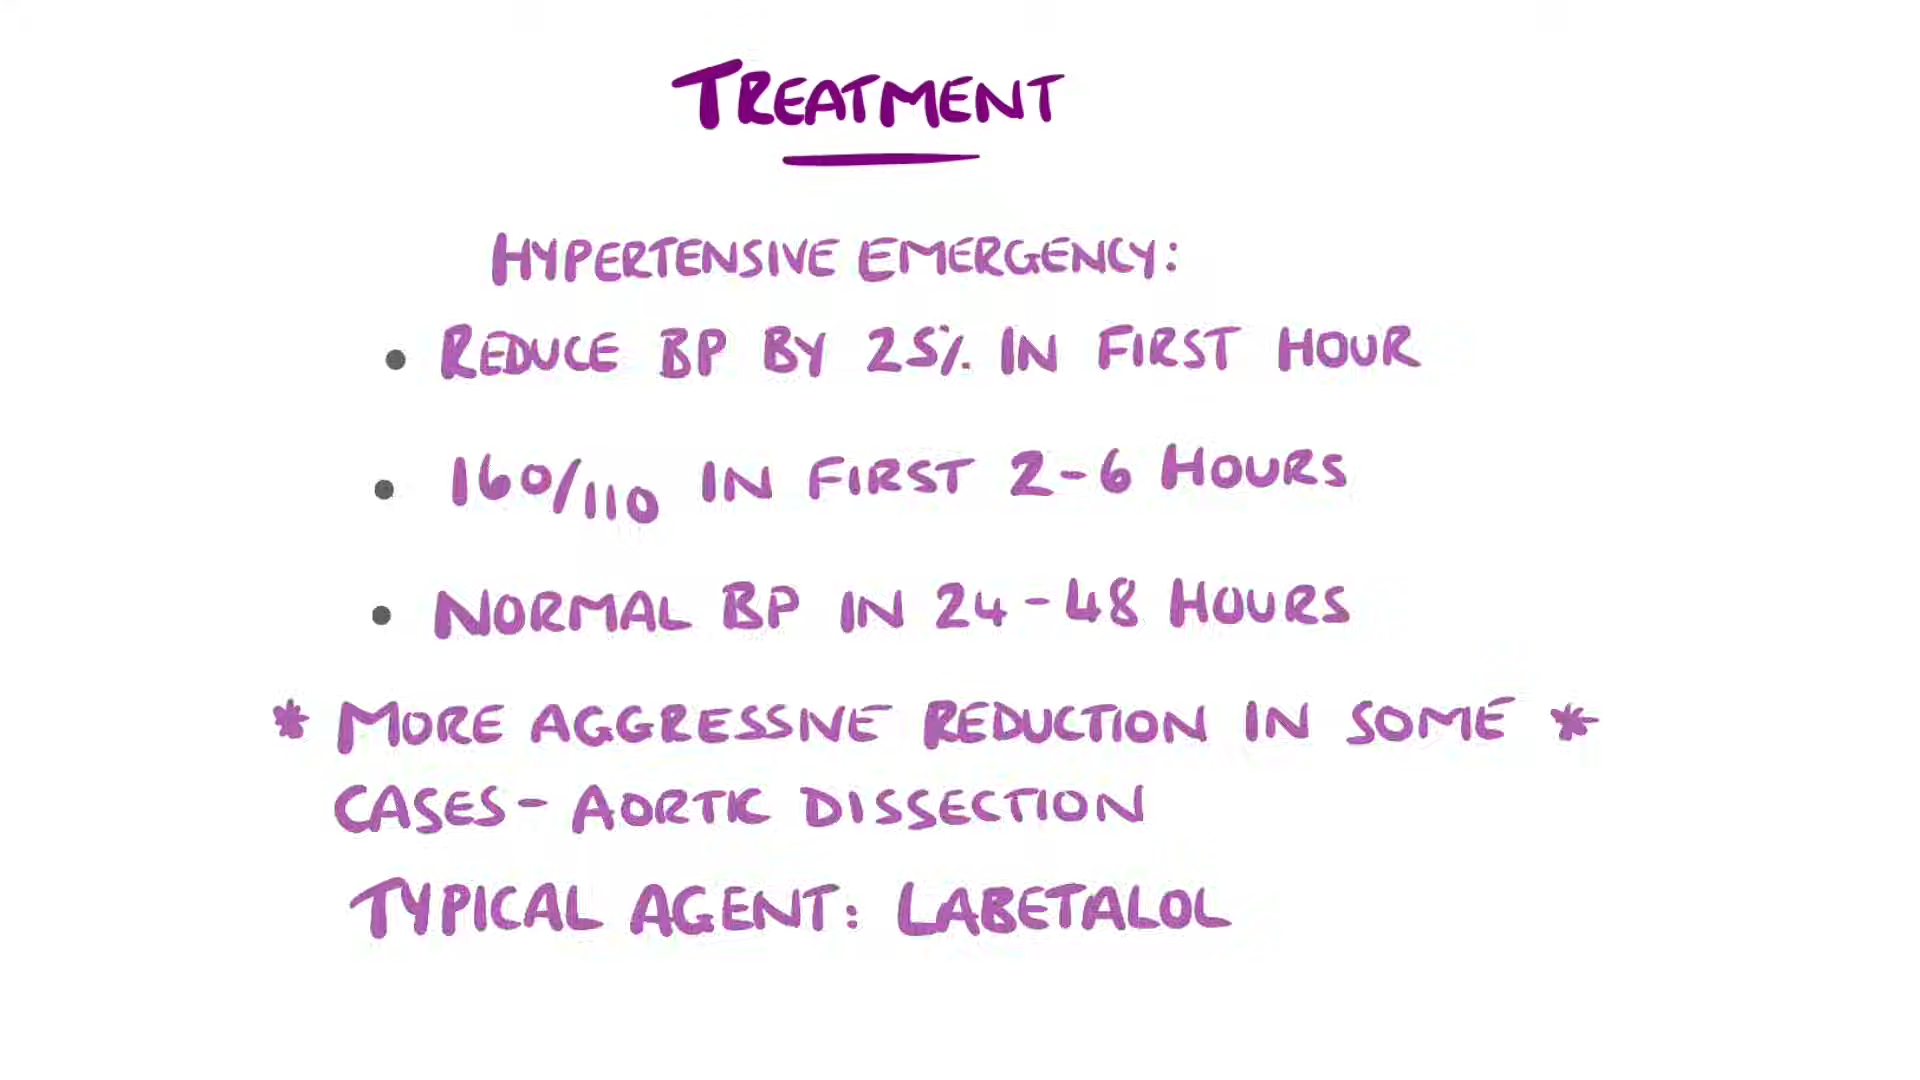 TREATMENT
HYPERTENSIVE EMERGENCY:
• REDUCE BP BY 25% IN FIRST HOUR
• 160/110 IN FIRST 2-6 HOURS
• NORMAL BP IN 24-48 HOURS
* MORE AGGRESSIVE REDUCTION IN SOME *
CASES - AORTIC DISSECTION
TYPICAL AGENT: LABETALOL